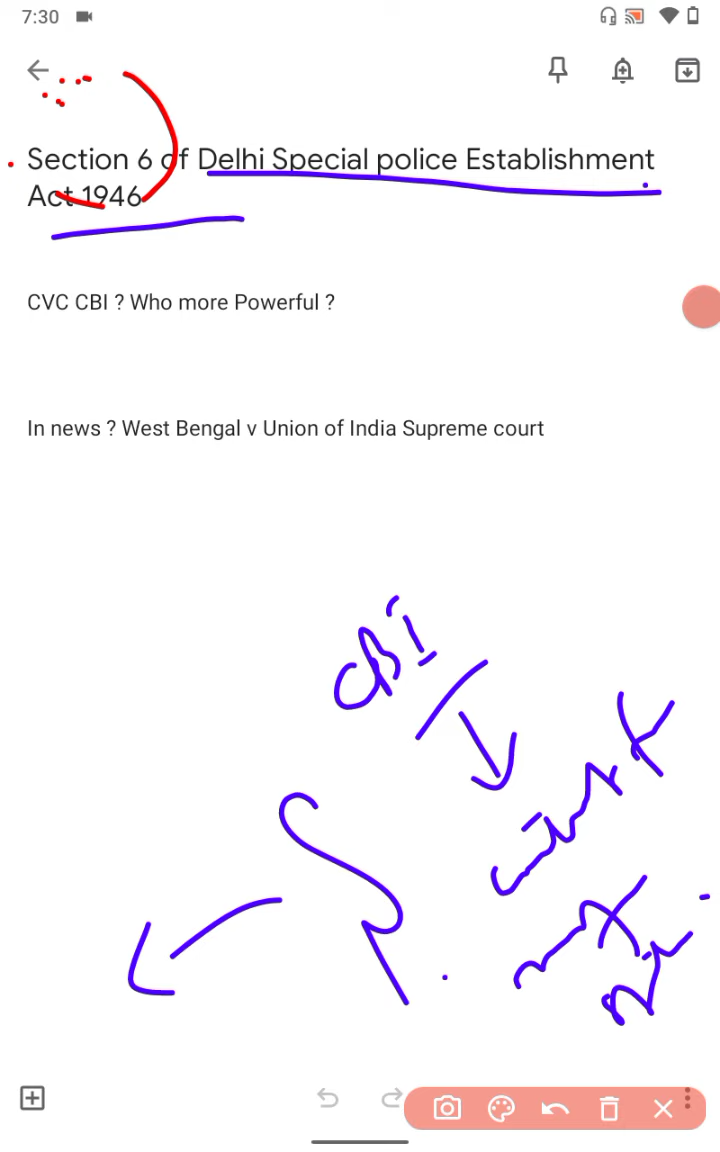 7:30
Section 6 of Delhi Special police Establishment
Act 1946
CVC CBI ? Who more Powerful ?
In news ? West Bengal v Union of India Supreme court
CBI